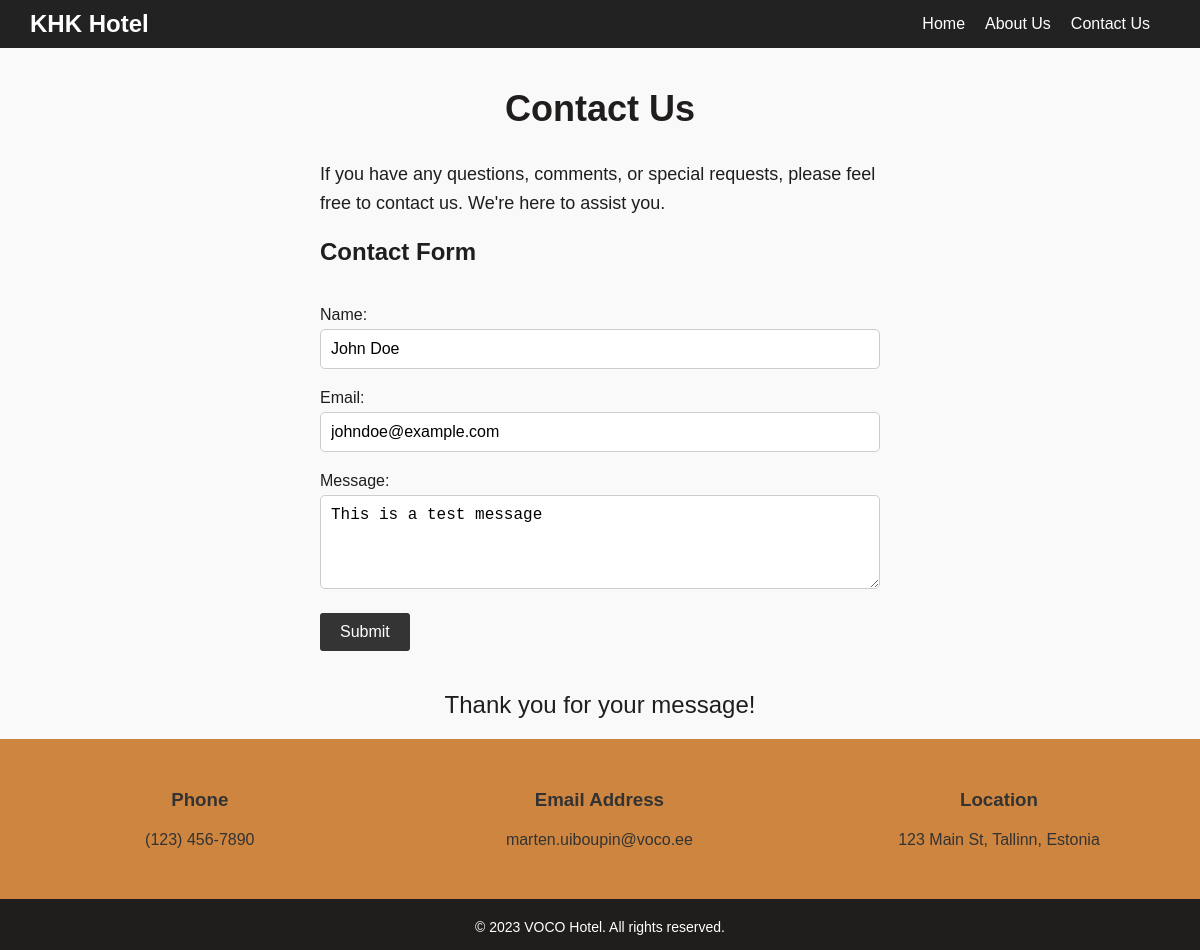 KHK Hotel
Home About Us Contact Us
Contact Us
If you have any questions, comments, or special requests, please feel
free to contact us. We're here to assist you.
Contact Form
Name:
John Doe
Email:
johndoe@example.com
Message:
This is a test message
Submit
Thank you for your message!
Phone
(123) 456-7890
Email Address
marten.uiboupin@voco.ee
Location
123 Main St, Tallinn, Estonia
© 2023 VOCO Hotel. All rights reserved.